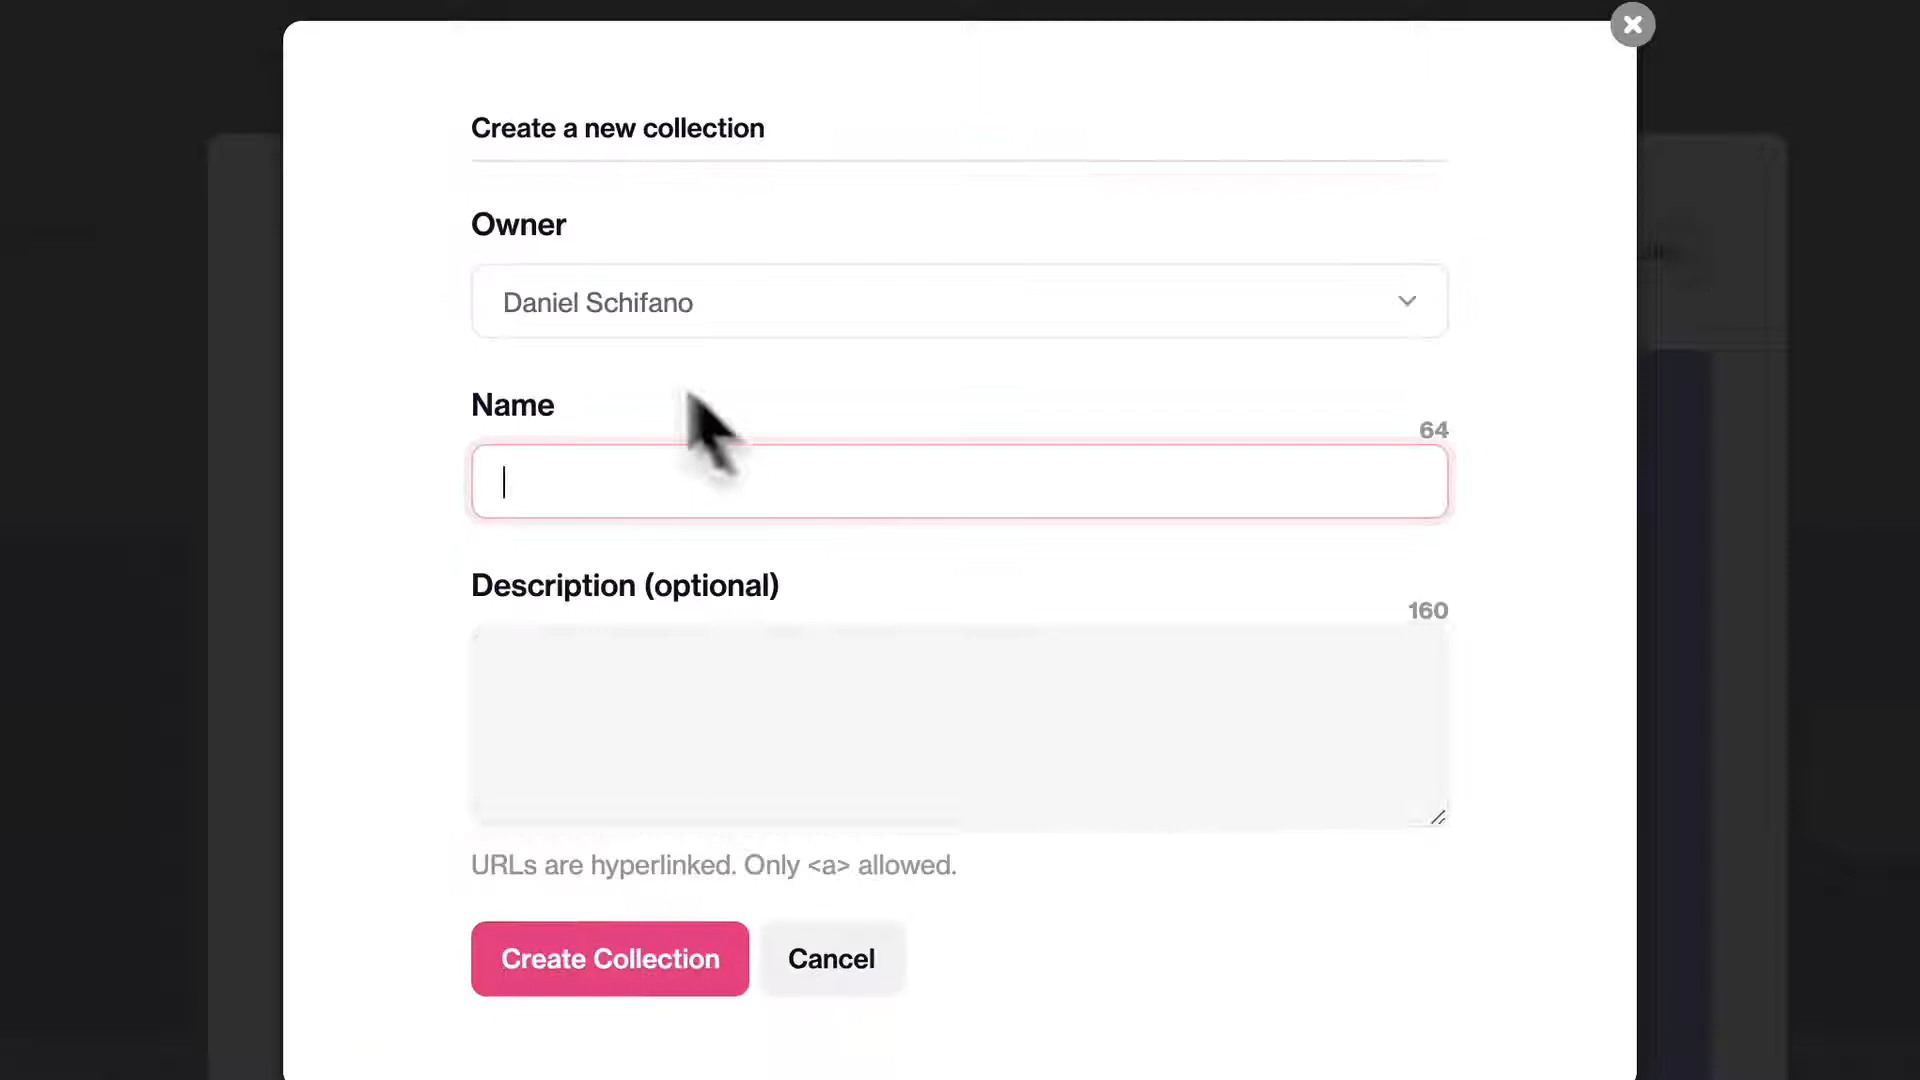 Create a new collection
Owner
Daniel Schifano
Name
64
Description (optional)
160
URLs are hyperlinked. Only <a> allowed.
Create Collection
Cancel